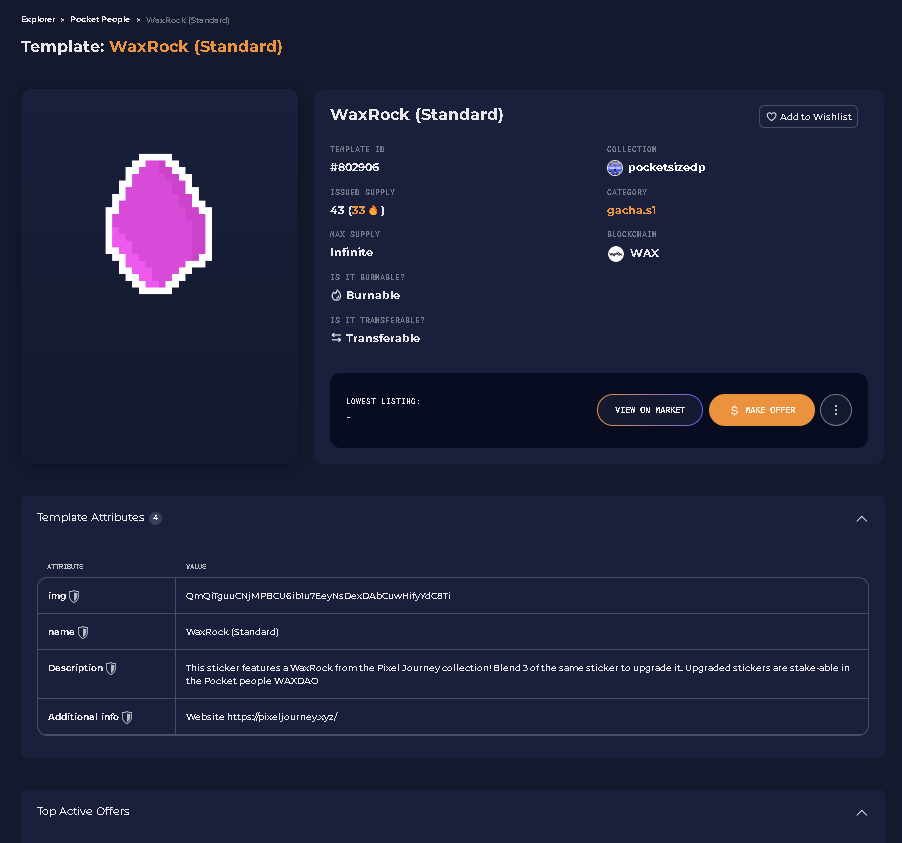 Explorer > Pocket People > WaxRock (Standard)
Template: WaxRock (Standard)
WaxRock (Standard)
Add to Wishlist
TEMPLATE ID
#802906
COLLECTION
pocketsizedp
ISSUED SUPPLY
43 (33 🔥)
CATEGORY
gacha.s1
MAX SUPPLY
Infinite
BLOCKCHAIN
WAX
IS IT BURNABLE?
Burnable
IS IT TRANSFERABLE?
Transferable
LOWEST LISTING:
-
VIEW ON MARKET
$ MAKE OFFER
Template Attributes 4
ATTRIBUTE VALUE
img
name WaxRock (Standard)
Description This sticker features a WaxRock from the Pixel Journey collection! Blend 3 of the same sticker to upgrade it. Upgraded stickers are stake-able in
the Pocket people WAXDAO
Additional info Website https://pixeljourney.xyz/
Top Active Offers